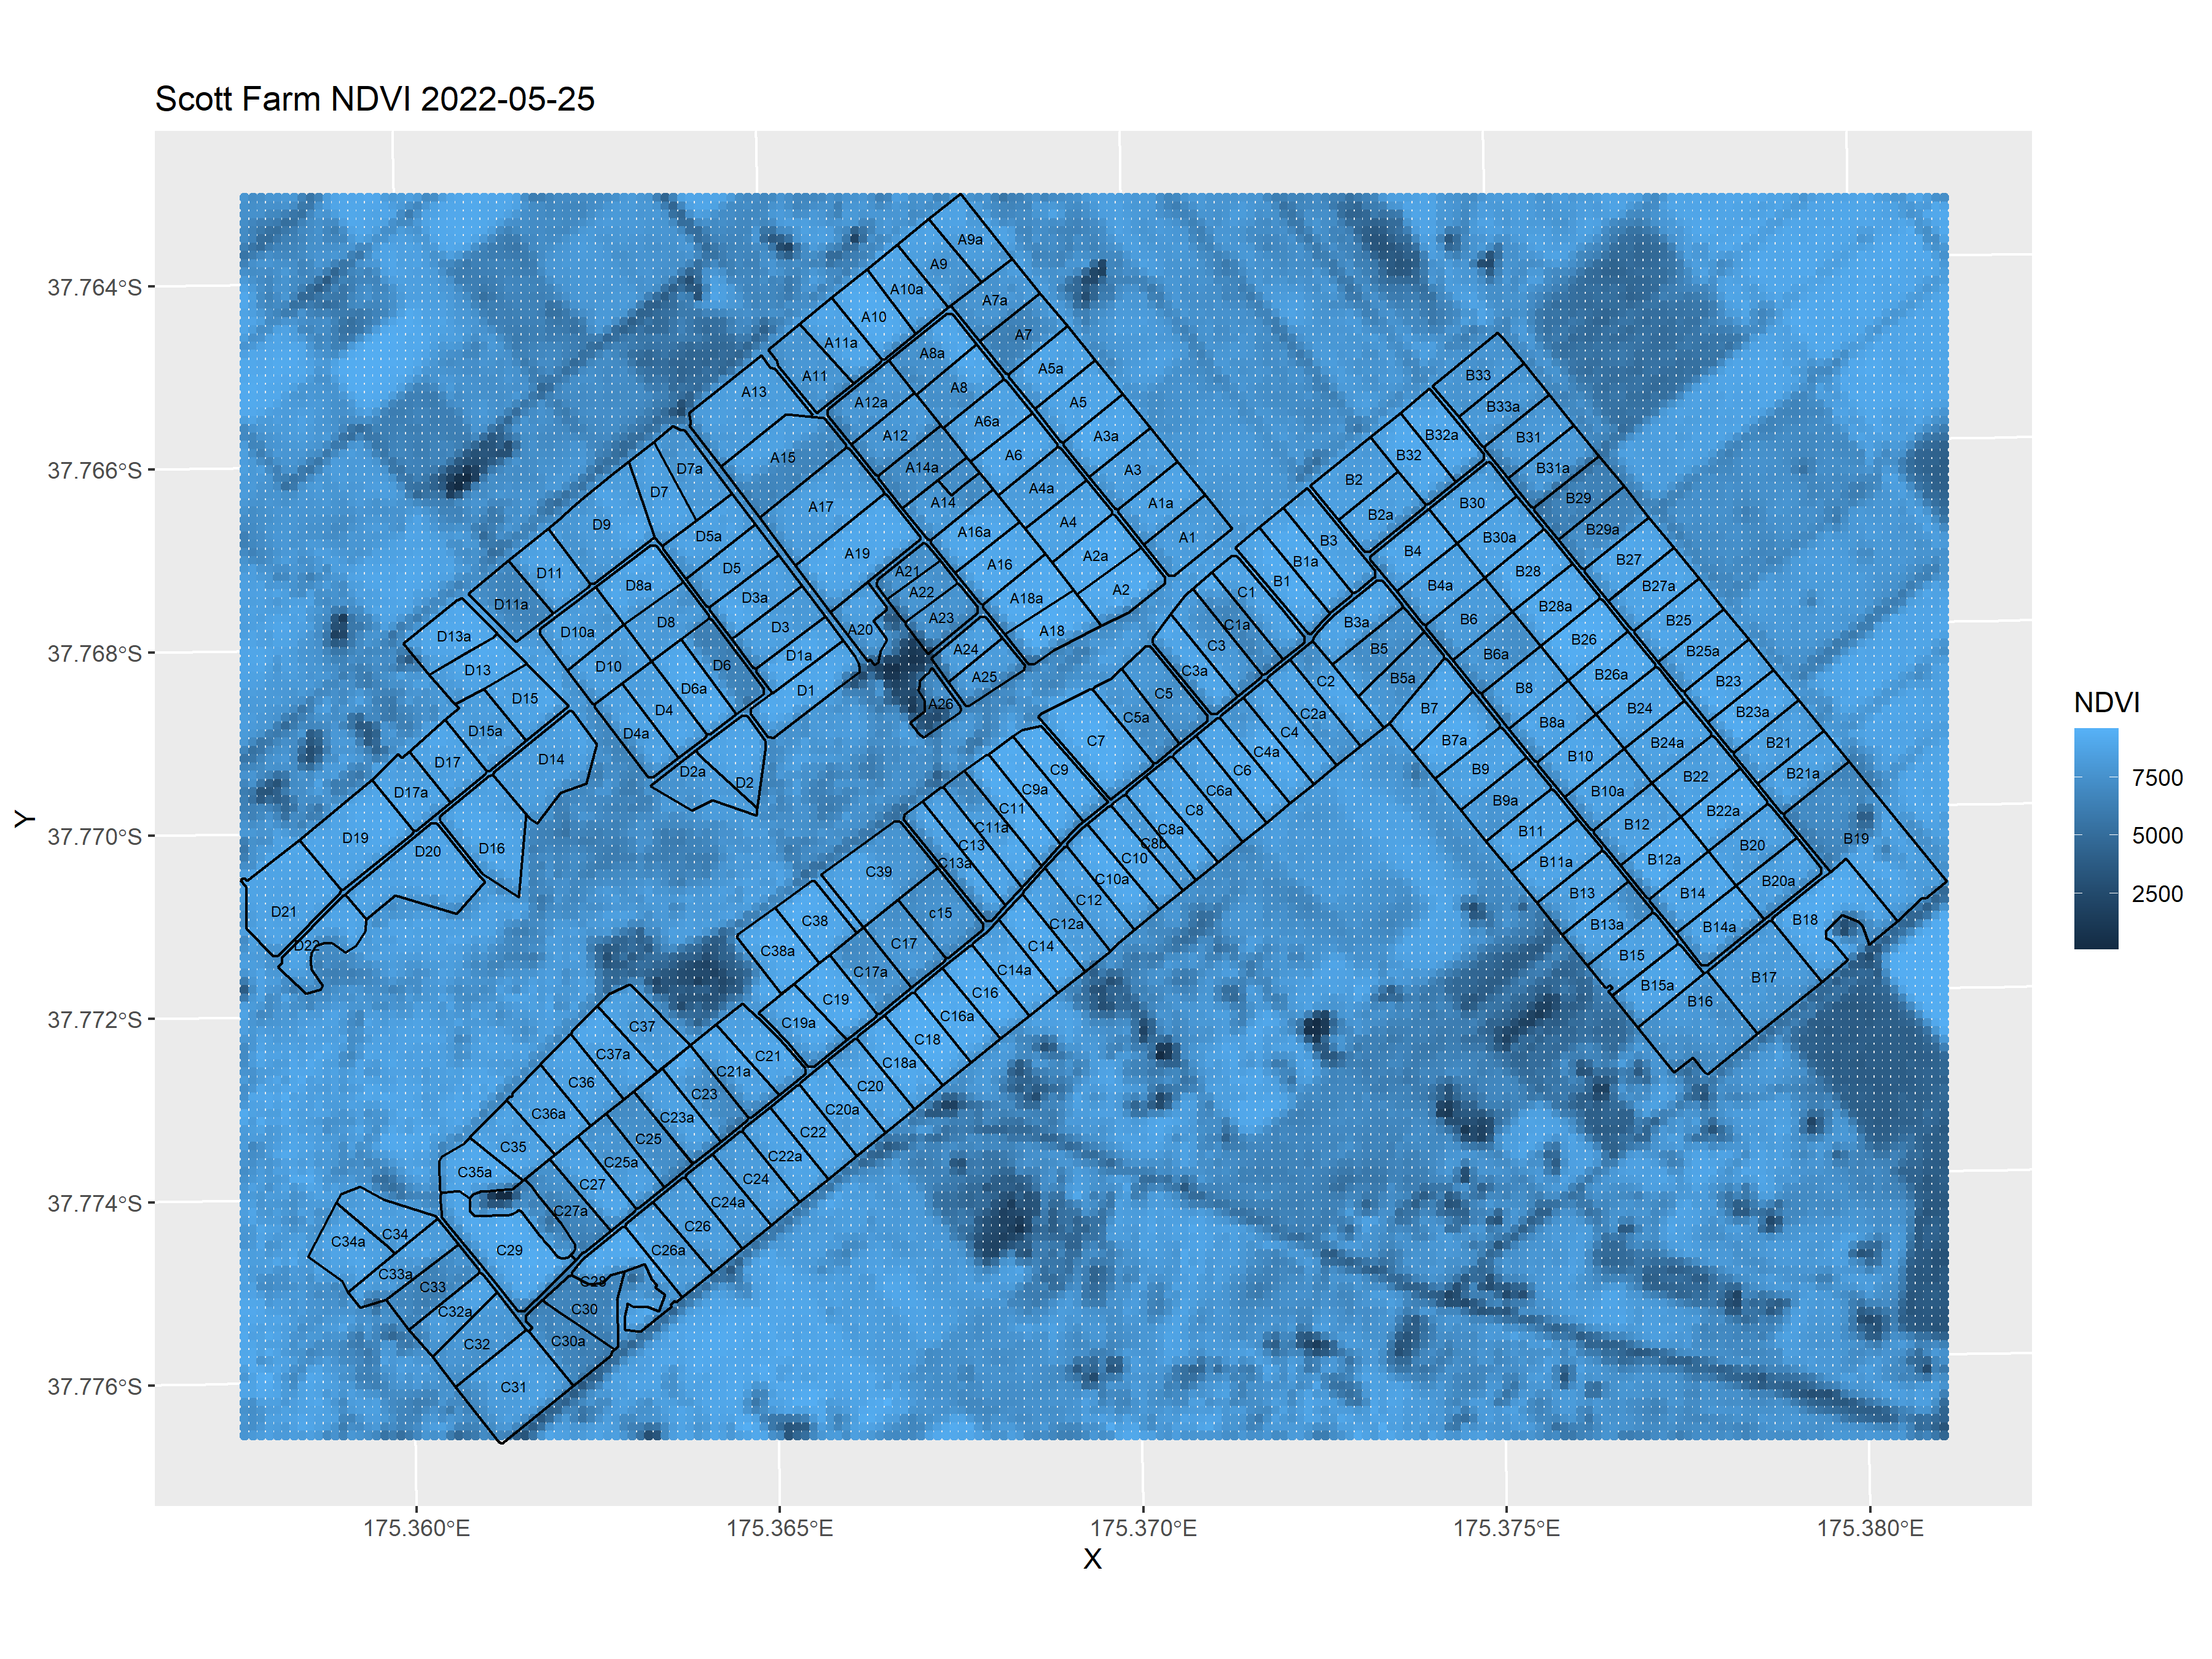 Scott Farm NDVI 2022-05-25
37.764°S
37.766°S
37.768°S
37.770°S
37.772°S
37.774°S
37.776°S
Y
175.360°E
175.365°E
175.370°E
175.375°E
175.380°E
X
NDVI
7500
5000
2500
A9a
A9
A10a
A7a
A10
A7
A11a
A8a
A5a
A11
B33
A8
A13
A12a
A5
B33a
A6a
A12
A3a
B32a
B31
A6
A15
B32
D7a
A14a
A3
B31a
B2
A4a
D7
B29
A14
A1a
B30
A17
B2a
A4
D9
B29a
A16a
D5a
A1
B30a
B3
B4
A19
A2a
B1a
B27
A16
D5
A21
B28
D11
B1
D8a
B4a
B27a
A2
A22
C1
D3a
A18a
D11a
B28a
A23
B6
B25
D8
B3a
C1a
D3
A20
D10a
A18
D13a
B26
C3
B5
A24
B25a
D1a
B6a
D10
D6
D13
C3a
B26a
A25
B5a
C2
B23
D1
B8
D6a
C5
D15
A26
B24
B7
D4
B23a
C2a
C5a
B8a
D15a
C4
D4a
B7a
C7
B21
B24a
C4a
B10
D14
D17
B9
C9
C6
D2a
B21a
B22
D2
C9a
C6a
B10a
D17a
B9a
C11
C8
B22a
B12
C11a
C8a
B11
D19
B19
C13
C8b
B20
D16
D20
C10
B12a
C13a
B11a
C39
C10a
B20a
B14
B13
C12
D21
c15
C38
B18
C12a
B13a
B14a
D22
C17
C14
C38a
B15
C17a
C14a
B17
B15a
C16
C19
B16
C16a
C19a
C37
C18
C37a
C21
C18a
C21a
C36
C20
C23
C20a
C36a
C23a
C22
C25
C35
C22a
C25a
C35a
C24
C27
C24a
C27a
C26
C34
C34a
C29
C26a
C33a
C28
C33
C30
C32a
C30a
C32
C31